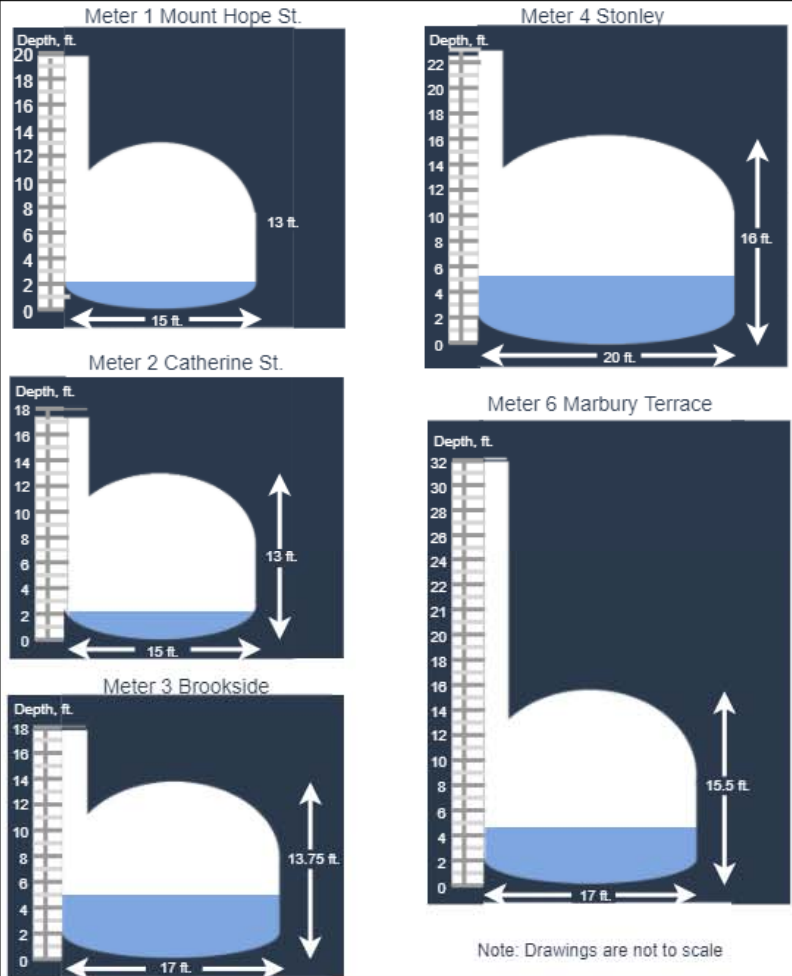 Meter 1 Mount Hope St.
Depth, ft.
20
18
16
14
12
10
8
6
4
2
0
13 ft.
15 ft.
Meter 2 Catherine St.
Depth, ft.
18
16
14
12
10
8
6
4
2
0
13 ft.
15 ft.
Meter 3 Brookside
Depth, ft.
18
16
14
12
10
8
6
4
2
0
13.75 ft.
17 ft.
Meter 4 Stonley
Depth, ft.
22
20
18
16
14
12
10
8
6
4
2
0
16 ft.
20 ft.
Meter 6 Marbury Terrace
Depth, ft.
32
30
28
26
24
22
21
20
18
16
14
12
10
8
6
4
2
0
15.5 ft.
17 ft.
Note: Drawings are not to scale